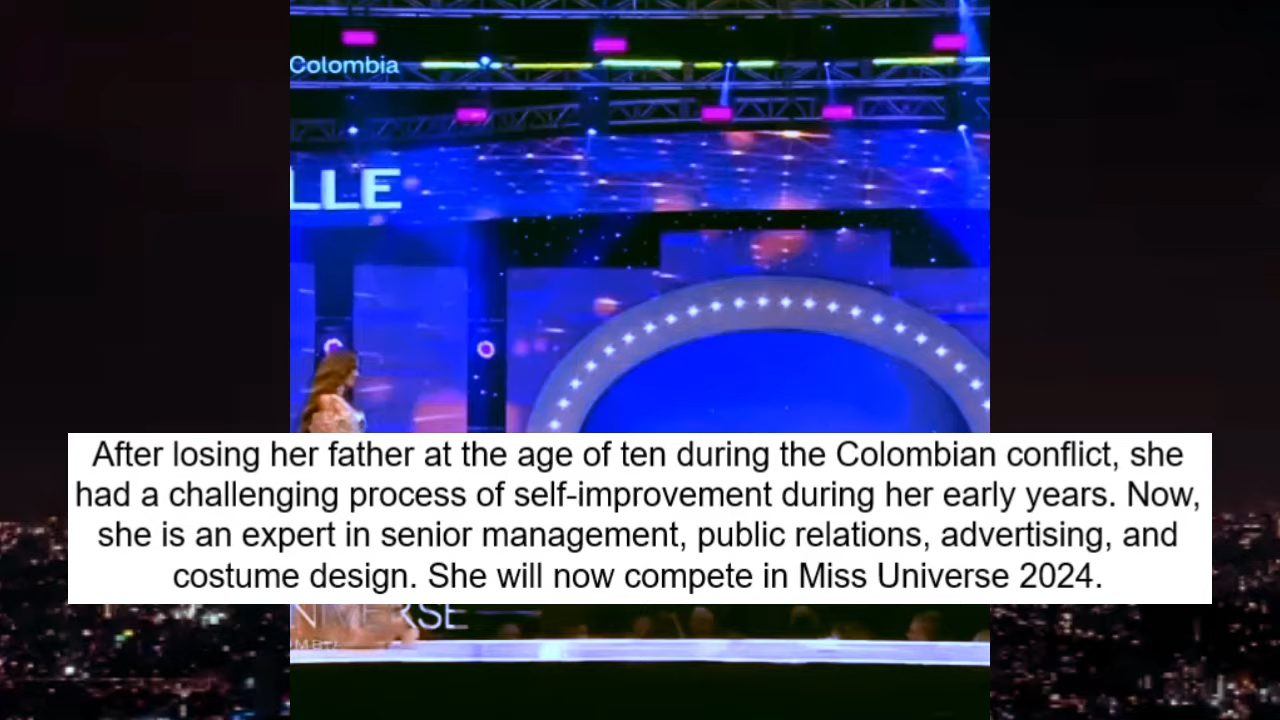 Colombia
LLE
After losing her father at the age of ten during the Colombian conflict, she
had a challenging process of self-improvement during her early years. Now,
she is an expert in senior management, public relations, advertising, and
costume design. She will now compete in Miss Universe 2024.
NIVERSE